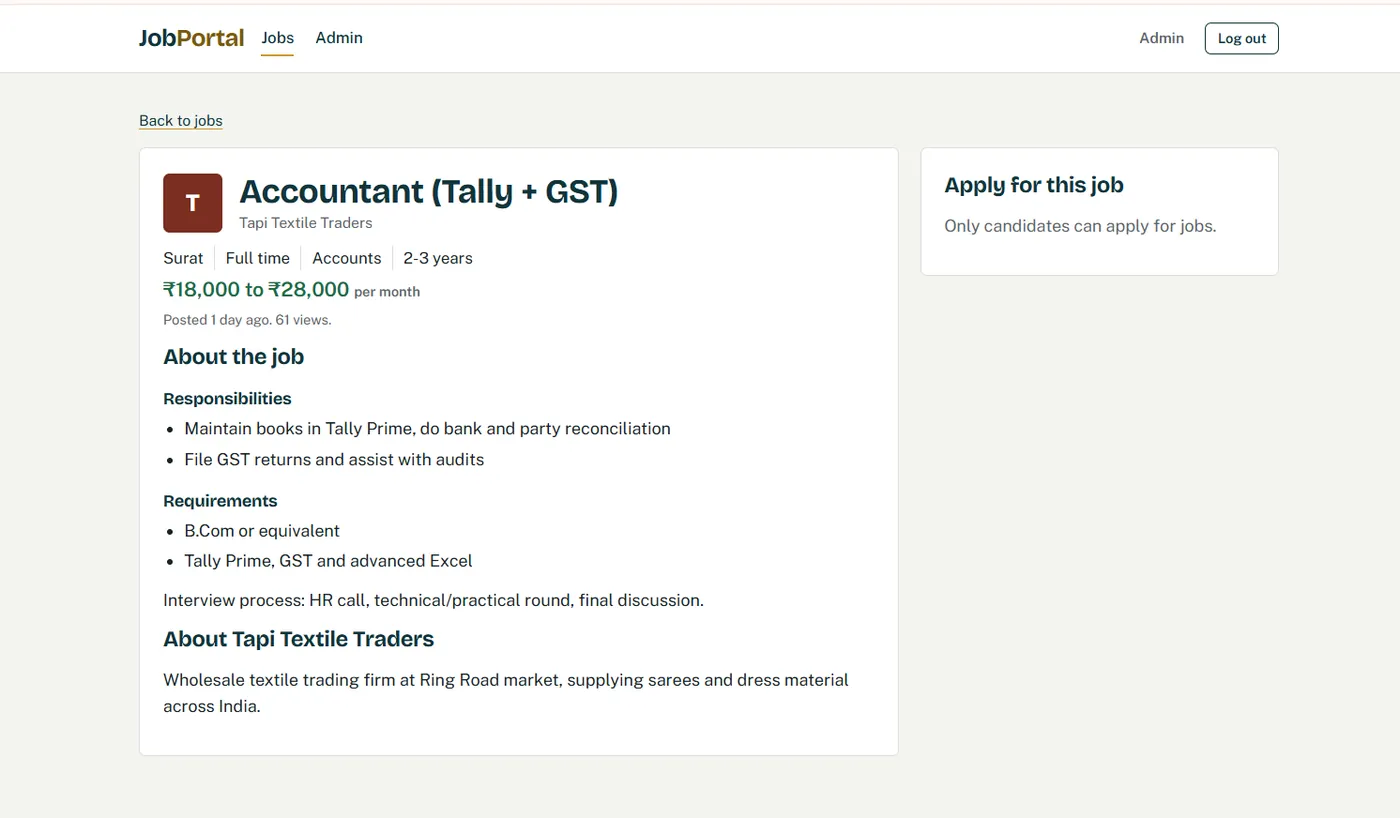 JobPortal Jobs Admin Admin Log out
Back to jobs
T
Accountant (Tally + GST)
Tapi Textile Traders
Surat Full time Accounts 2-3 years
₹18,000 to ₹28,000 per month
Posted 1 day ago. 61 views.
About the job
Responsibilities
Maintain books in Tally Prime, do bank and party reconciliation
File GST returns and assist with audits
Requirements
B.Com or equivalent
Tally Prime, GST and advanced Excel
Interview process: HR call, technical/practical round, final discussion.
About Tapi Textile Traders
Wholesale textile trading firm at Ring Road market, supplying sarees and dress material
across India.
Apply for this job
Only candidates can apply for jobs.